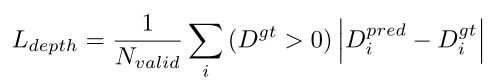 $L_{depth} = \frac{1}{N_{valid}} \sum_{i} (D^{gt} > 0) \left| D_i^{pred} - D_i^{gt} \right|$